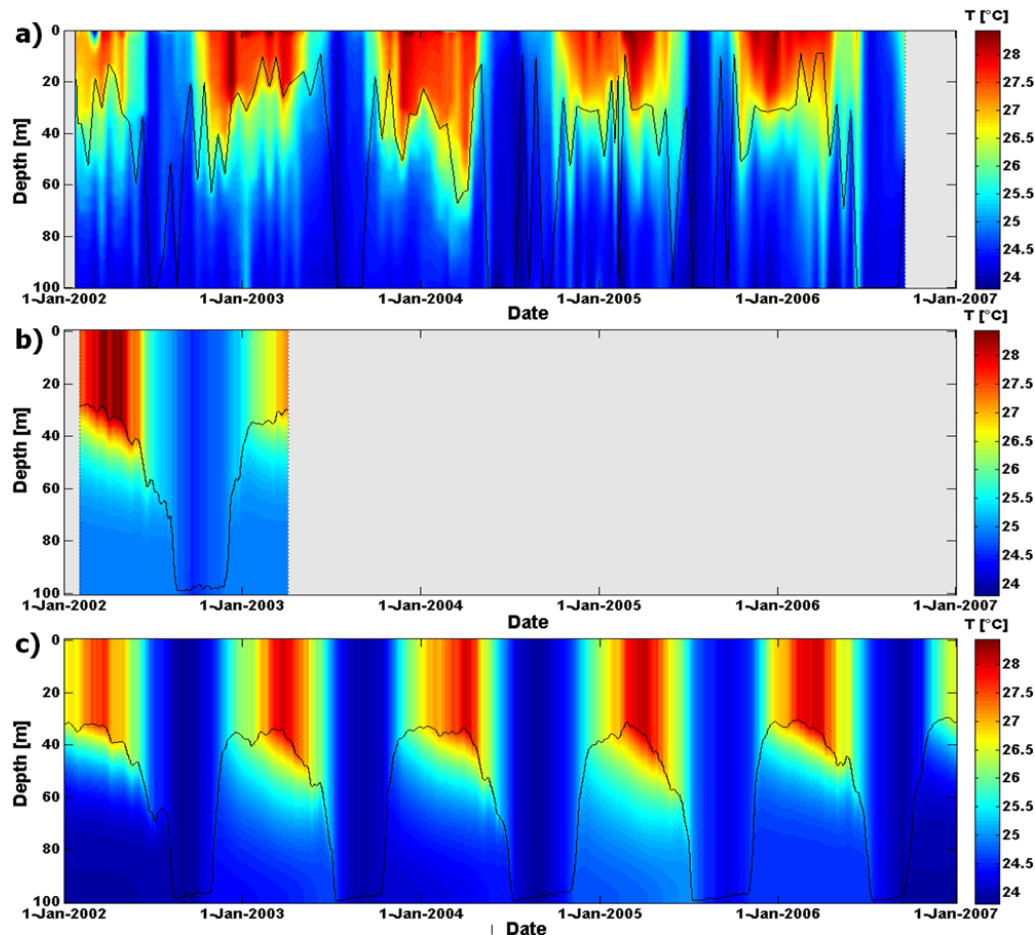 T [°C]
a)
0
20
40
60
80
100
Depth [m]
1-Jan-2002
1-Jan-2003
1-Jan-2004
1-Jan-2005
1-Jan-2006
1-Jan-2007
Date
28
27.5
27
26.5
26
25.5
25
24.5
24
T [°C]
b)
0
20
40
60
80
100
Depth [m]
1-Jan-2002
1-Jan-2003
1-Jan-2004
1-Jan-2005
1-Jan-2006
1-Jan-2007
Date
28
27.5
27
26.5
26
25.5
25
24.5
24
T [°C]
c)
0
20
40
60
80
100
Depth [m]
1-Jan-2002
1-Jan-2003
1-Jan-2004
1-Jan-2005
1-Jan-2006
1-Jan-2007
Date
28
27.5
27
26.5
26
25.5
25
24.5
24